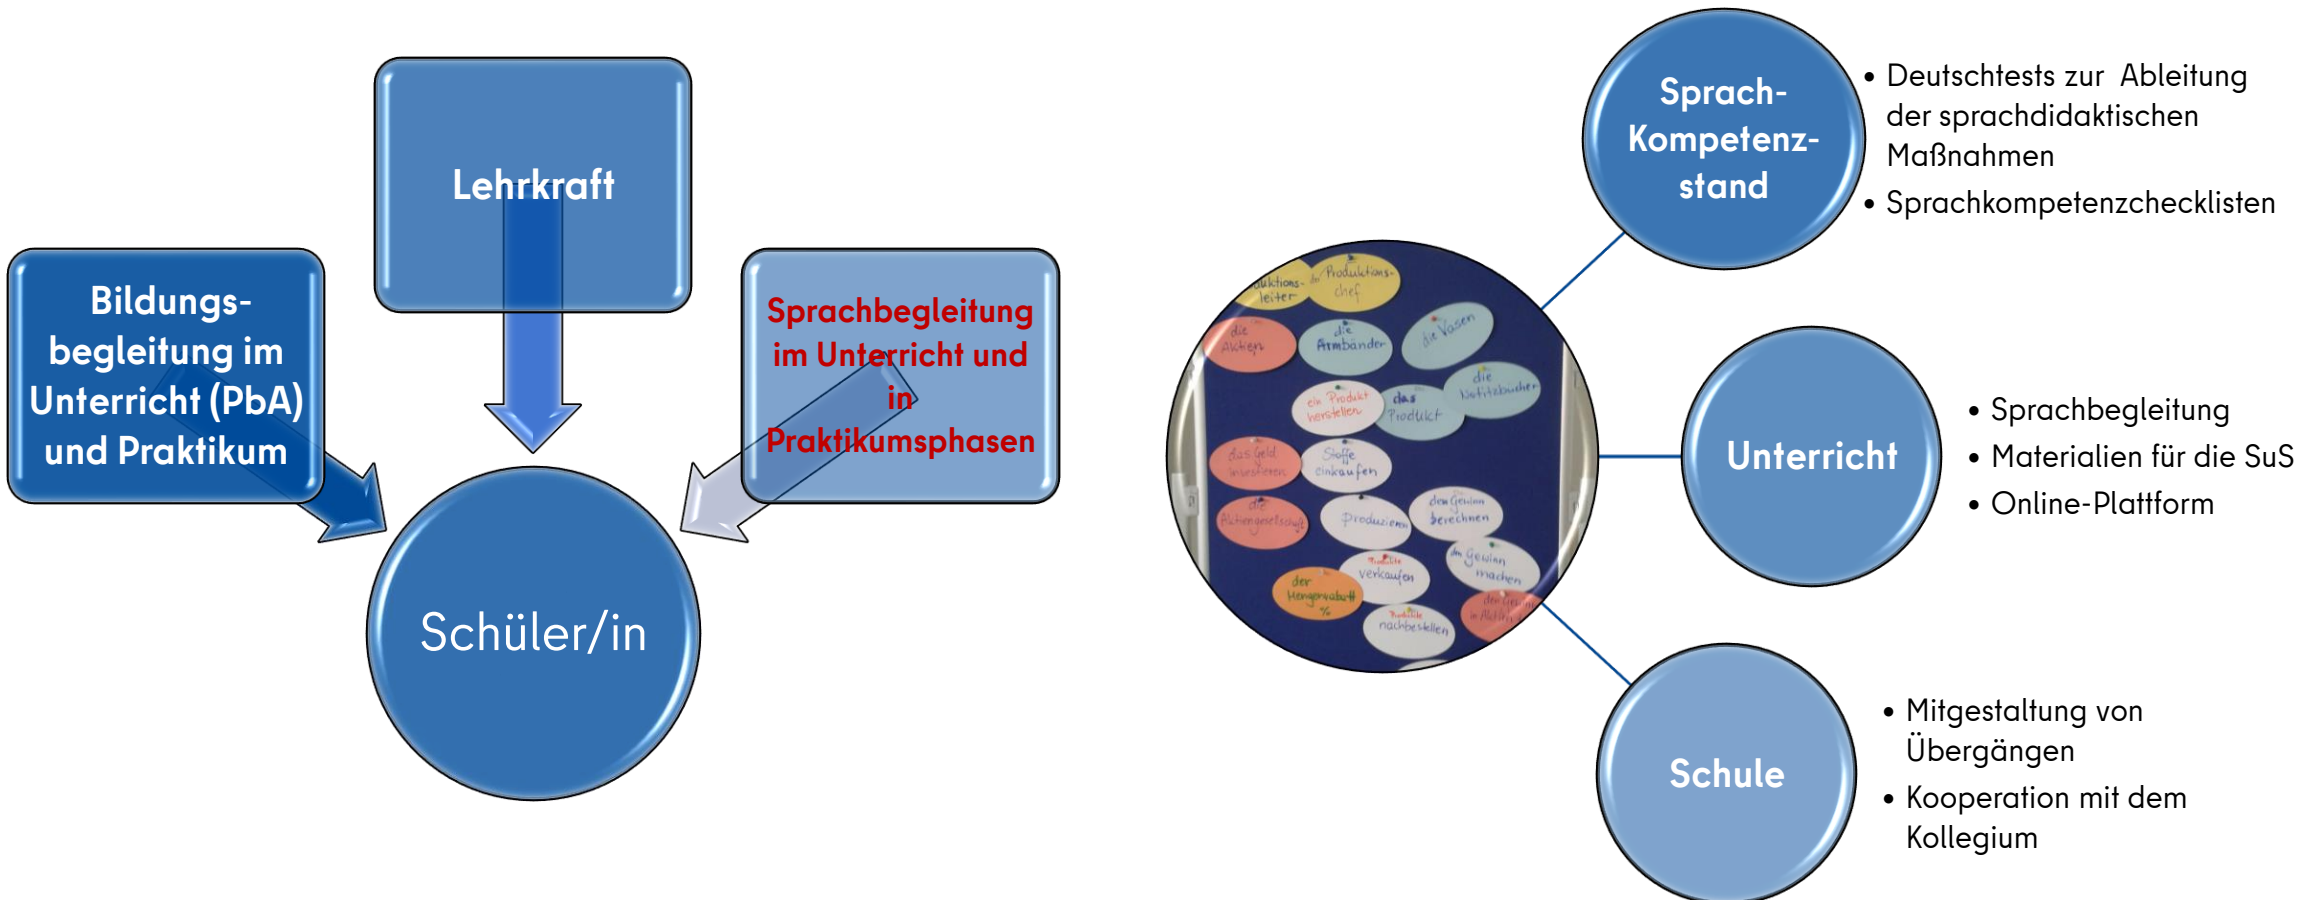 Lehrkraft
Bildungs-
begleitung im
Unterricht (PbA)
und Praktikum
Sprachbegleitung
im Unterricht und
in
Praktikumsphasen
Schüler/in
Produktions-
chef
leiter
die
Aktien
die
Armbänder
die Vasen
die
ein Produkt
herstellen
das
Produkt
das Geld
investieren
Stoffe
einkaufen
die
Aktiengesellschaft
produzieren
den Gewinn
berechnen
Gewinn
machen
Produkte
verkaufen
der
Mengenrabatt
%
Produkte
nachbestellen
Sprach-
Kompetenz-
stand
• Deutschtests zur Ableitung
der sprachdidaktischen
Maßnahmen
• Sprachkompetenzchecklisten
Unterricht
• Sprachbegleitung
• Materialien für die SuS
• Online-Plattform
Schule
• Mitgestaltung von
Übergängen
• Kooperation mit dem
Kollegium